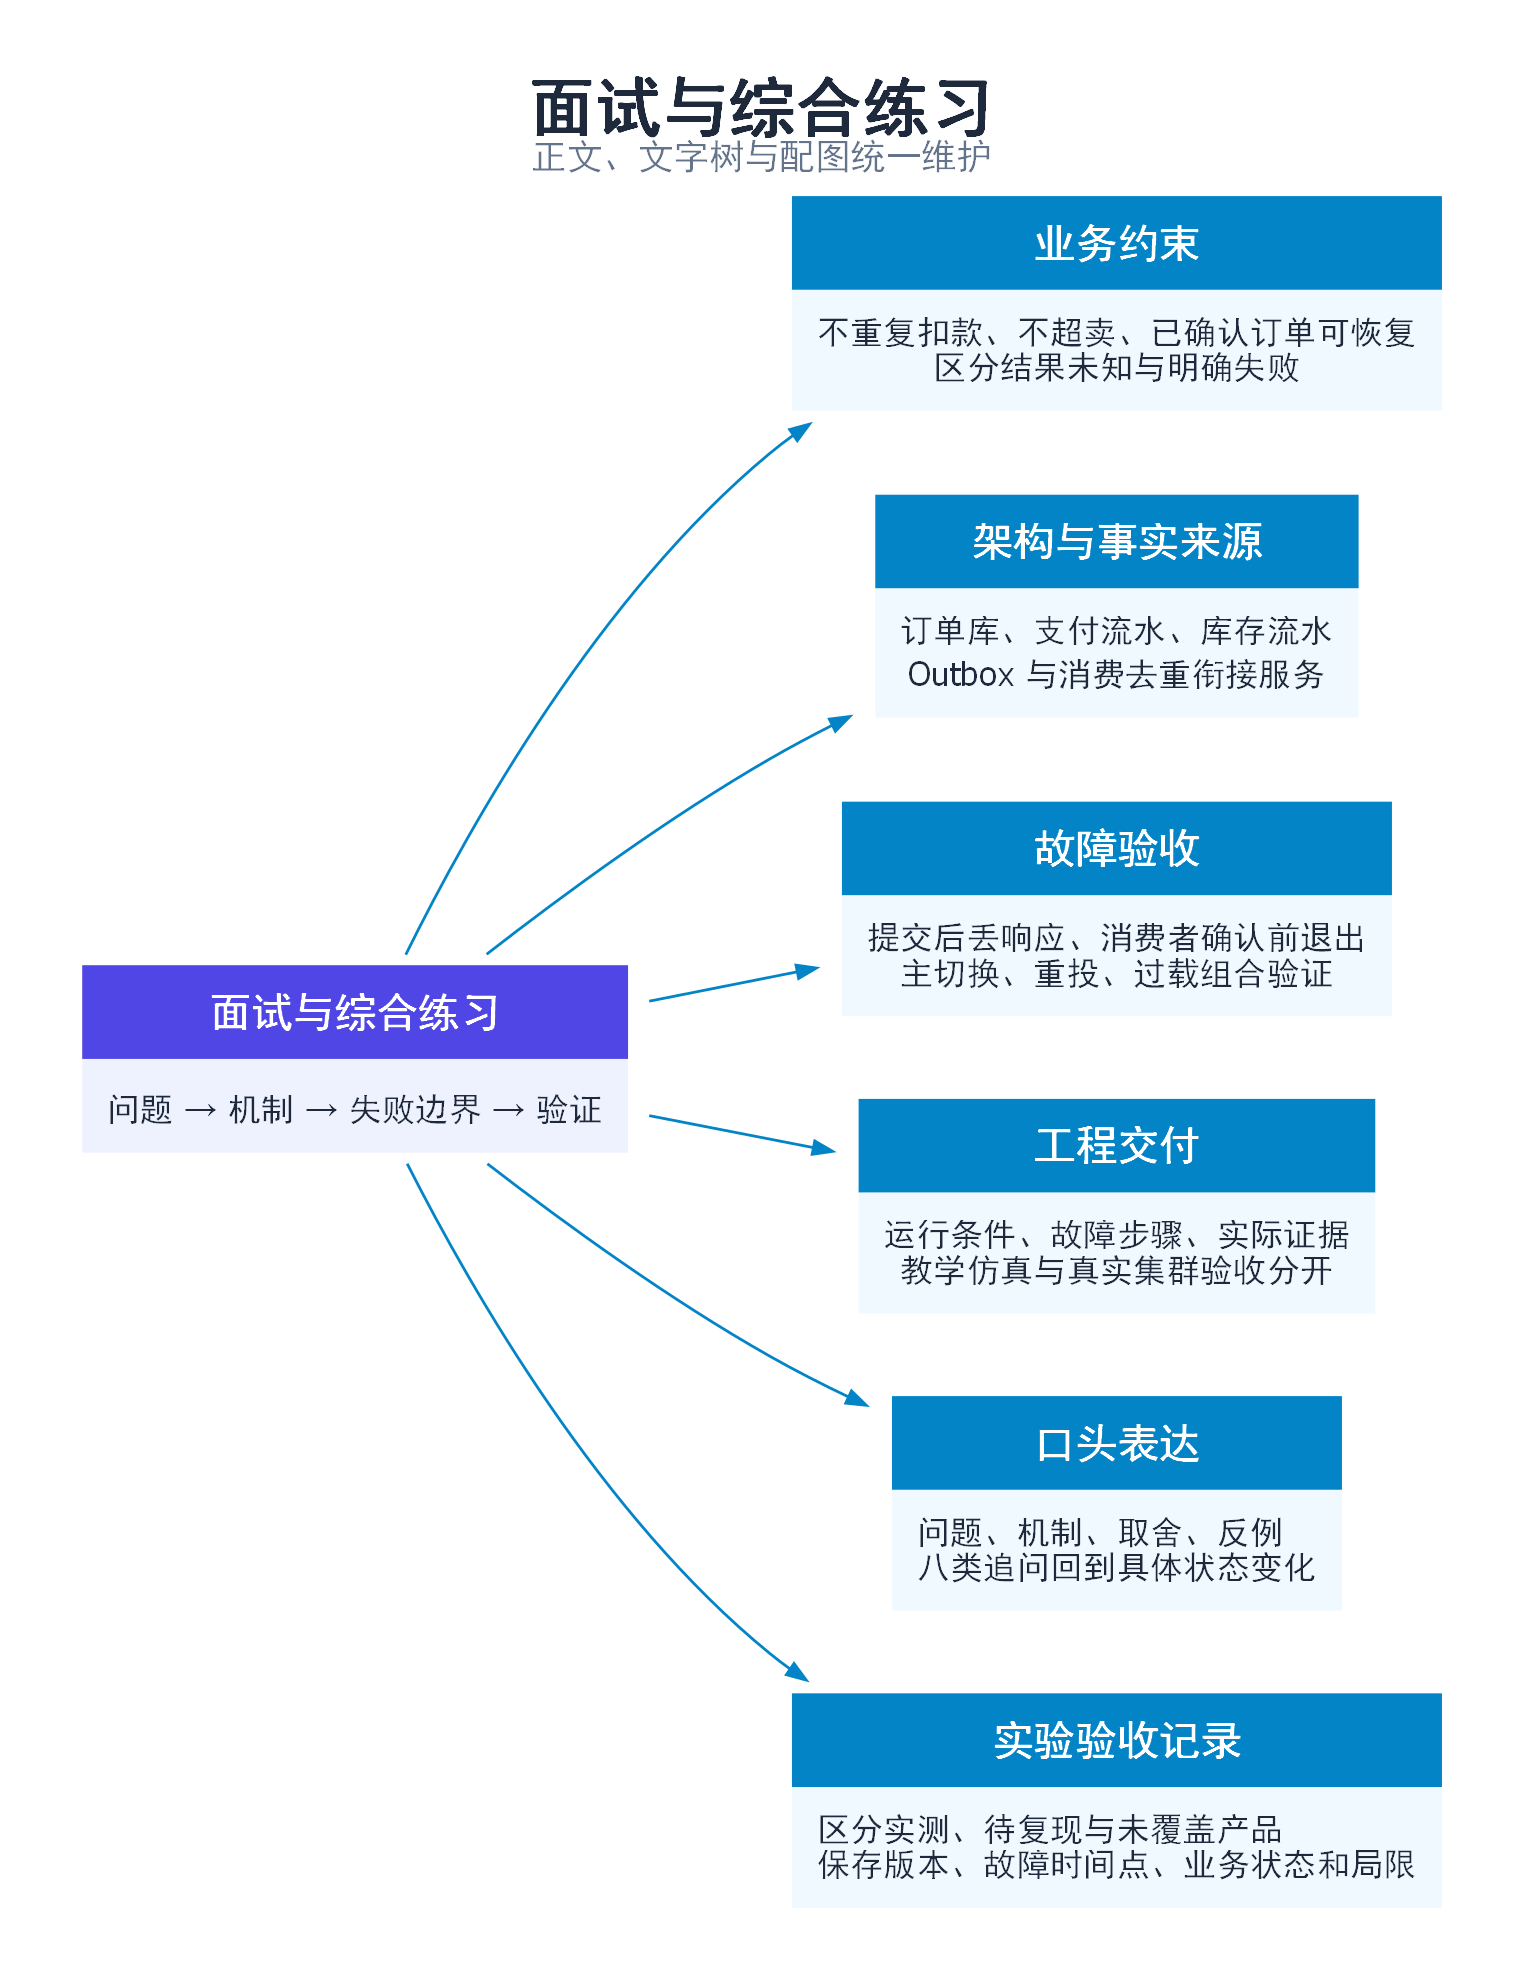 面试与综合练习
正文、文字树与配图统一维护
业务约束
不重复扣款、不超卖、已确认订单可恢复
区分结果未知与明确失败
架构与事实来源
订单库、支付流水、库存流水
Outbox 与消费去重衔接服务
故障验收
提交后丢响应、消费者确认前退出
主切换、重投、过载组合验证
面试与综合练习
问题 → 机制 → 失败边界 → 验证
工程交付
运行条件、故障步骤、实际证据
教学仿真与真实集群验收分开
口头表达
问题、机制、取舍、反例
八类追问回到具体状态变化
实验验收记录
区分实测、待复现与未覆盖产品
保存版本、故障时间点、业务状态和局限